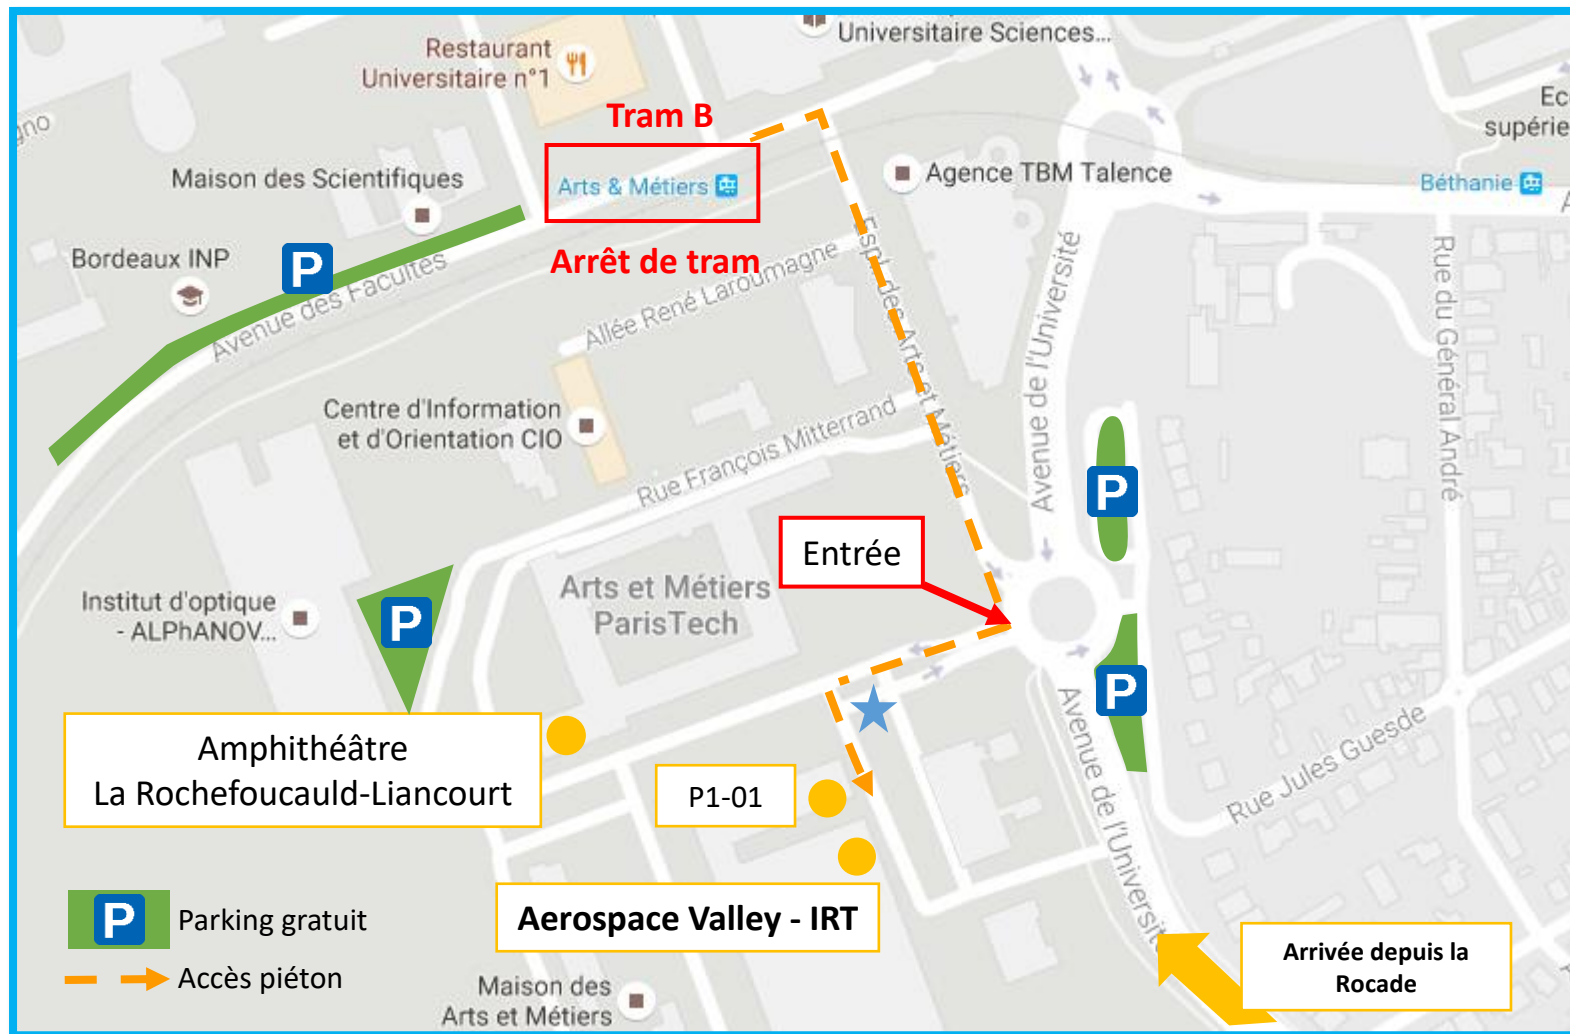 Restaurant
Universitaire n°1
Universitaire Sciences...
Tram B
Maison des Scientifiques
Arts & Métiers
Agence TBM Talence
Béthanie
Bordeaux INP
P
Arrêt de tram
Avenue des Facultés
Allée René Laroumagne
Espl. des Arts et Métiers
Avenue de l'Université
Rue du Général André
Centre d'Information
et d'Orientation CIO
Rue François Mitterrand
P
Entrée
Arts et Métiers
ParisTech
Institut d'optique
- ALPhANOV...
P
P
Amphithéâtre
La Rochefoucauld-Liancourt
P1-01
Avenue de l'Université
Rue Jules Guesde
Aerospace Valley - IRT
P
Parking gratuit
Accès piéton
Arrivée depuis la
Rocade
Maison des
Arts et Métiers